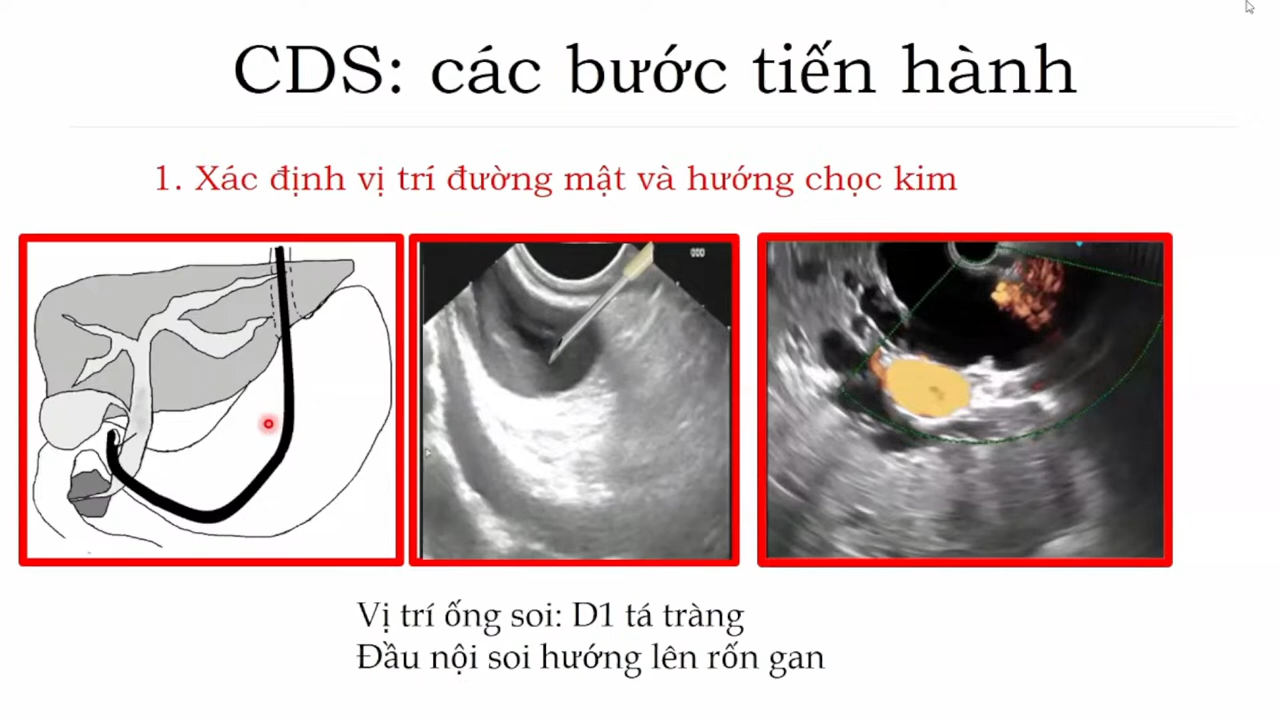 CDS: các bước tiến hành
1. Xác định vị trí đường mật và hướng chọc kim
Vị trí ống soi: D1 tá tràng
Đầu nội soi hướng lên rốn gan